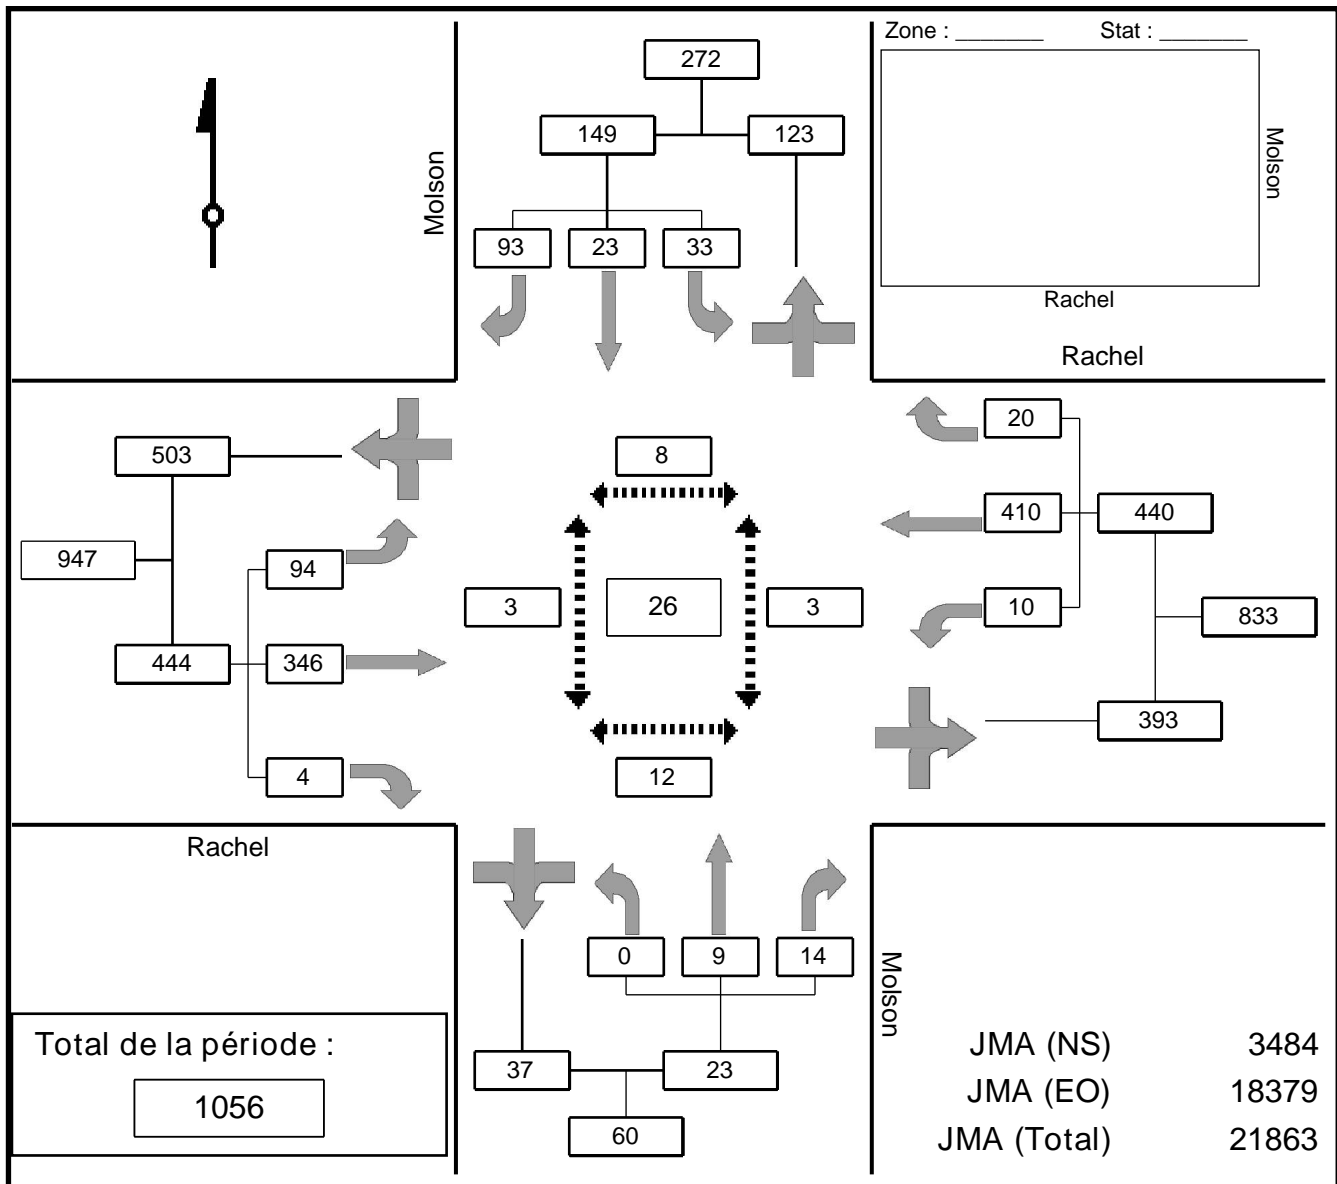 Zone : _______ Stat : _______
272
149 123
Molson
Molson
93 23 33
Rachel
Rachel
20
503 8
410 440
947
94
3 26 3
10 833
444 346
393
4 12
Rachel
0 9 14
Molson
Total de la période :
1056
37 23
60
JMA (NS) 3484
JMA (EO) 18379
JMA (Total) 21863